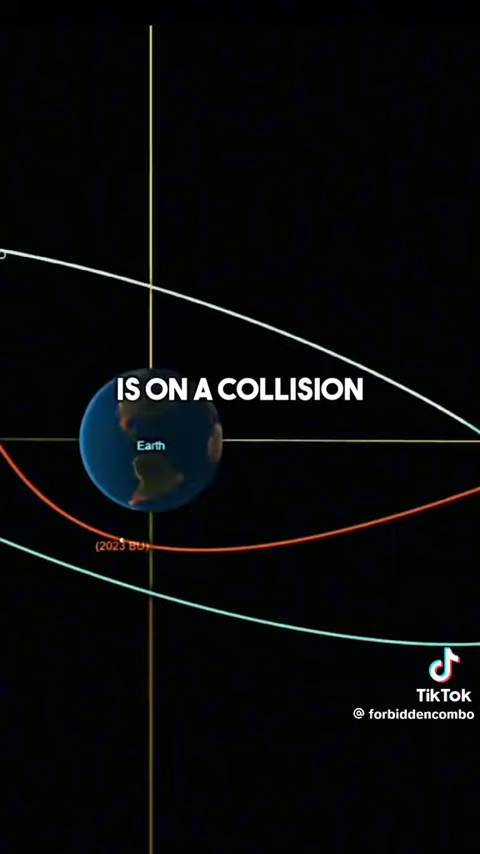 IS ON A COLLISION
Earth
(2023 BU)
TikTok
@ forbiddencombo